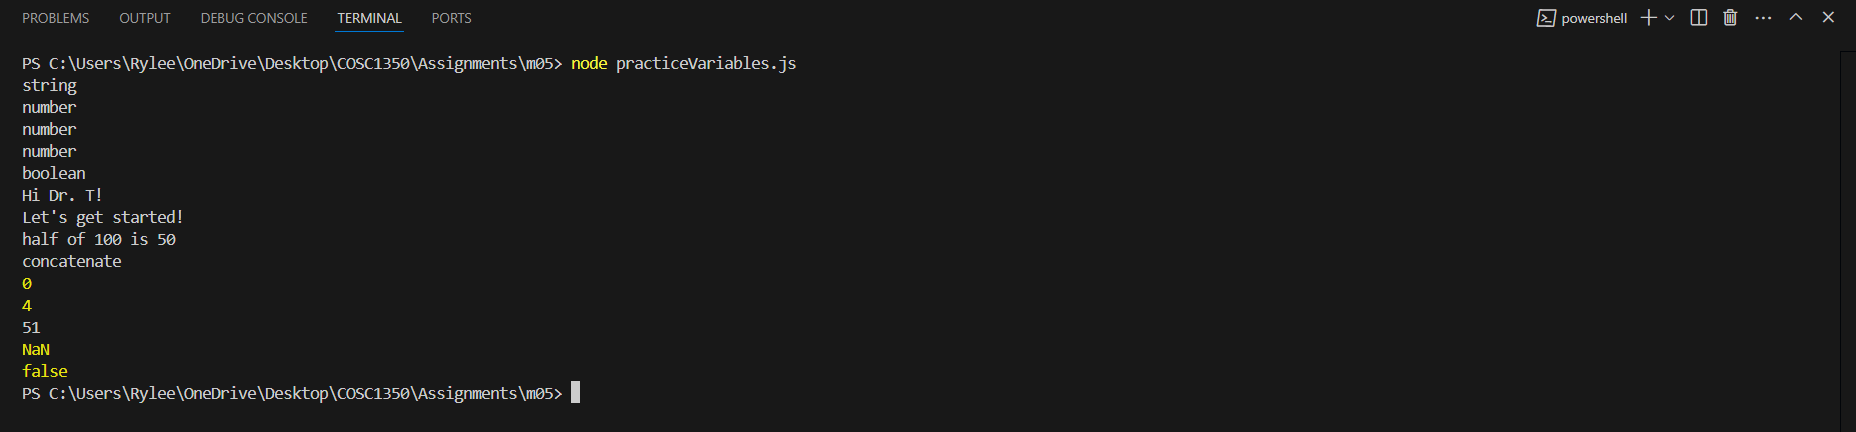 PROBLEMS OUTPUT DEBUG CONSOLE TERMINAL PORTS powershell
PS C:\Users\Rylee\OneDrive\Desktop\COSC1350\Assignments\m05> node practiceVariables.js
string
number
number
number
boolean
Hi Dr. T!
Let's get started!
half of 100 is 50
concatenate
0
4
51
NaN
false
PS C:\Users\Rylee\OneDrive\Desktop\COSC1350\Assignments\m05>